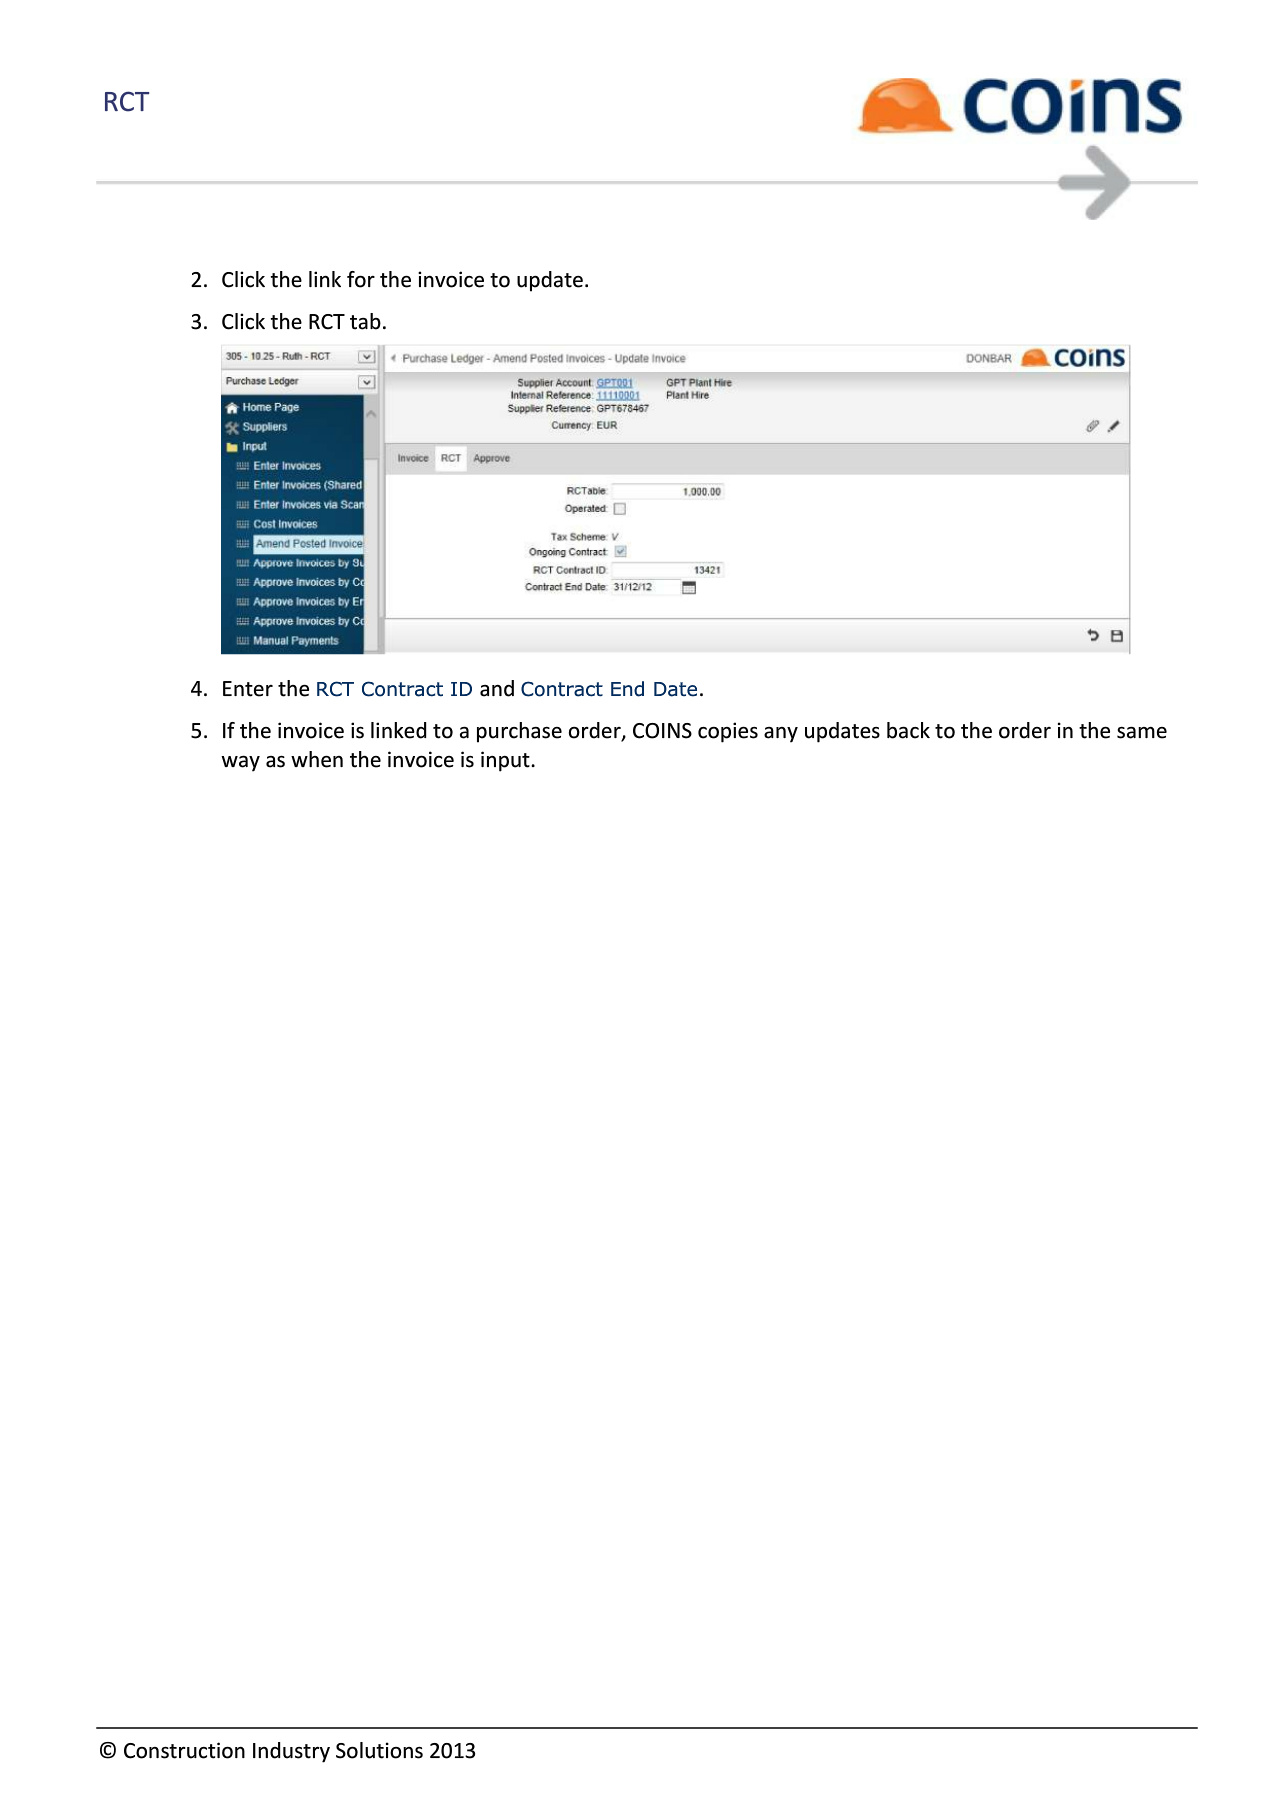 RCT
COINS
2. Click the link for the invoice to update.
3. Click the RCT tab.
305 - 10.25 - Ruth - RCT
Purchase Ledger - Amend Posted Invoices - Update Invoice
DONBAR
COINS
Purchase Ledger
Supplier Account: GPT001 GPT Plant Hire
Internal Reference: 11110001 Plant Hire
Supplier Reference: GPT678467
Currency: EUR
Home Page
Suppliers
Input
Enter Invoices
Enter Invoices (Shared
Enter Invoices via Scan
Cost Invoices
Amend Posted Invoice
Approve Invoices by Su
Approve Invoices by Co
Approve Invoices by Er
Approve Invoices by Co
Manual Payments
Invoice RCT Approve
RCTable: 1,000.00
Operated:
Tax Scheme: V
Ongoing Contract:
RCT Contract ID: 13421
Contract End Date: 31/12/12
4. Enter the RCT Contract ID and Contract End Date.
5. If the invoice is linked to a purchase order, COINS copies any updates back to the order in the same
way as when the invoice is input.
© Construction Industry Solutions 2013